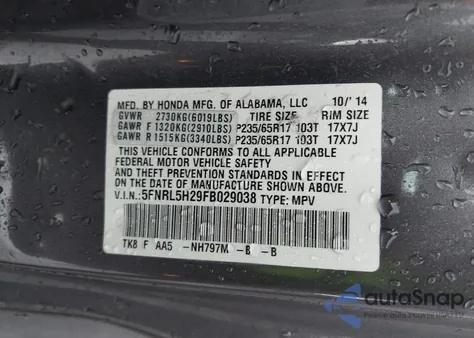 MFD. BY HONDA MFG. OF ALABAMA, LLC 10/'14
GVWR 2730KG(6019LBS) TIRE SIZE RIM SIZE
GAWR F 1320KG(2910LBS) P235/65R17 103T 17X7J
GAWR R 1515KG(3340LBS) P235/65R17 103T 17X7J
THIS VEHICLE CONFORMS TO ALL APPLICABLE
FEDERAL MOTOR VEHICLE SAFETY
AND THEFT PREVENTION STANDARDS IN EFFECT
ON THE DATE OF MANUFACTURE SHOWN ABOVE.
V.I.N.:5FNRL5H29FB029038 TYPE: MPV
TK8 F AA5 -NH797M -B -B
autoSnap